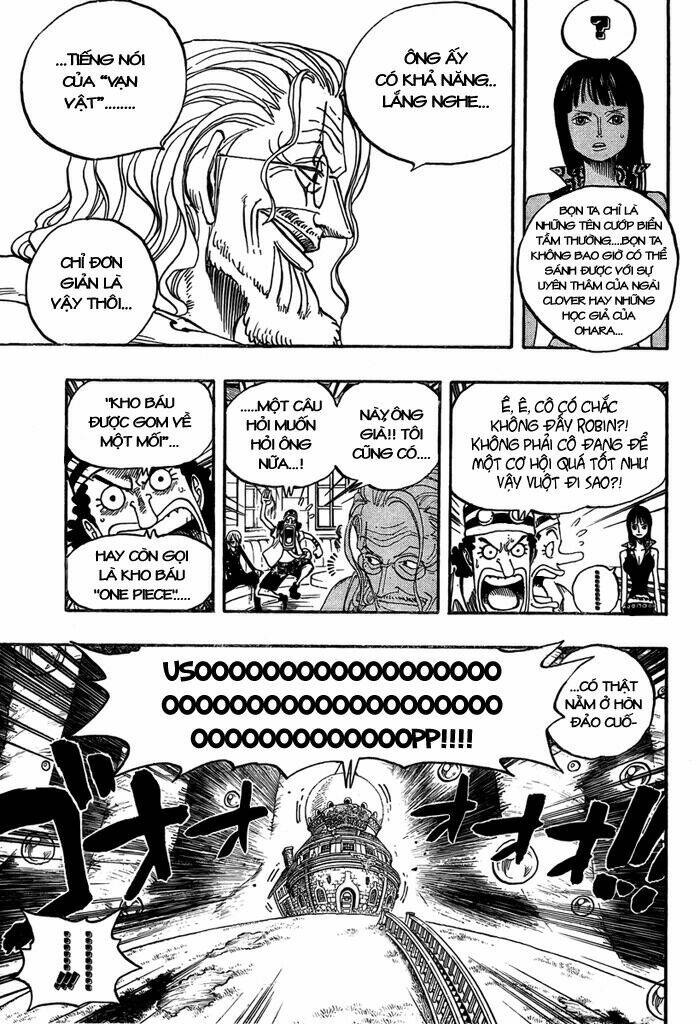 ?
BỌN TA CHỈ LÀ
NHỮNG TÊN CƯỚP BIỂN
TẦM THƯỜNG....BỌN TA
KHÔNG BAO GIỜ CÓ THỂ
SÁNH ĐƯỢC VỚI SỰ
UYÊN THÂM CỦA NGÀI
CLOVER HAY NHỮNG
HỌC GIẢ CỦA
OHARA...
ÔNG ẤY
CÓ KHẢ NĂNG..
LẮNG NGHE...
...TIẾNG NÓI
CỦA "VẠN
VẬT"........
CHỈ ĐƠN
GIẢN LÀ
VẬY THÔI...
Ê, Ê, CÔ CÓ CHẮC
KHÔNG ĐẤY ROBIN?!
KHÔNG PHẢI CÔ ĐANG ĐỂ
MỘT CƠ HỘI QUÁ TỐT NHƯ
VẬY VUỘT ĐI SAO?!
NÀY ÔNG
GIÀ!! TÔI
CŨNG CÓ....
.....MỘT CÂU
HỎI MUỐN
HỎI ÔNG
NỮA...!
"KHO BÁU
ĐƯỢC GOM VỀ
MỘT MỐI"...
HAY CÒN GỌI
LÀ KHO BÁU
"ONE PIECE"....
...CÓ THẬT
NẰM Ở HÒN
ĐẢO CUỐ-
USOOOOOOOOOOOOOOOOOOO
OOOOOOOOOOOOOOOOOOOOO
OOOOOOOOOOOOOOPP!!!!
ゴオオオ!!!